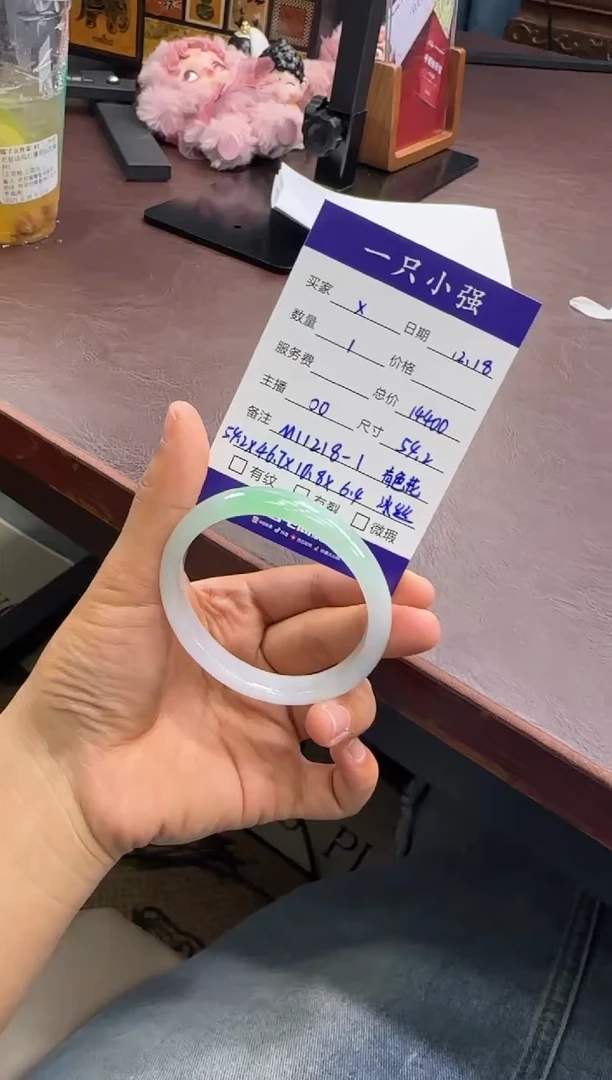 一只小强
买家 X 日期 12.18
数量 1 价格
服务费 总价 14400
主播 00 尺寸 54.2
备注 M11218-1 有色花
54.2X46.7X10.8X6.4 冰丝
有纹 有裂 微瑕